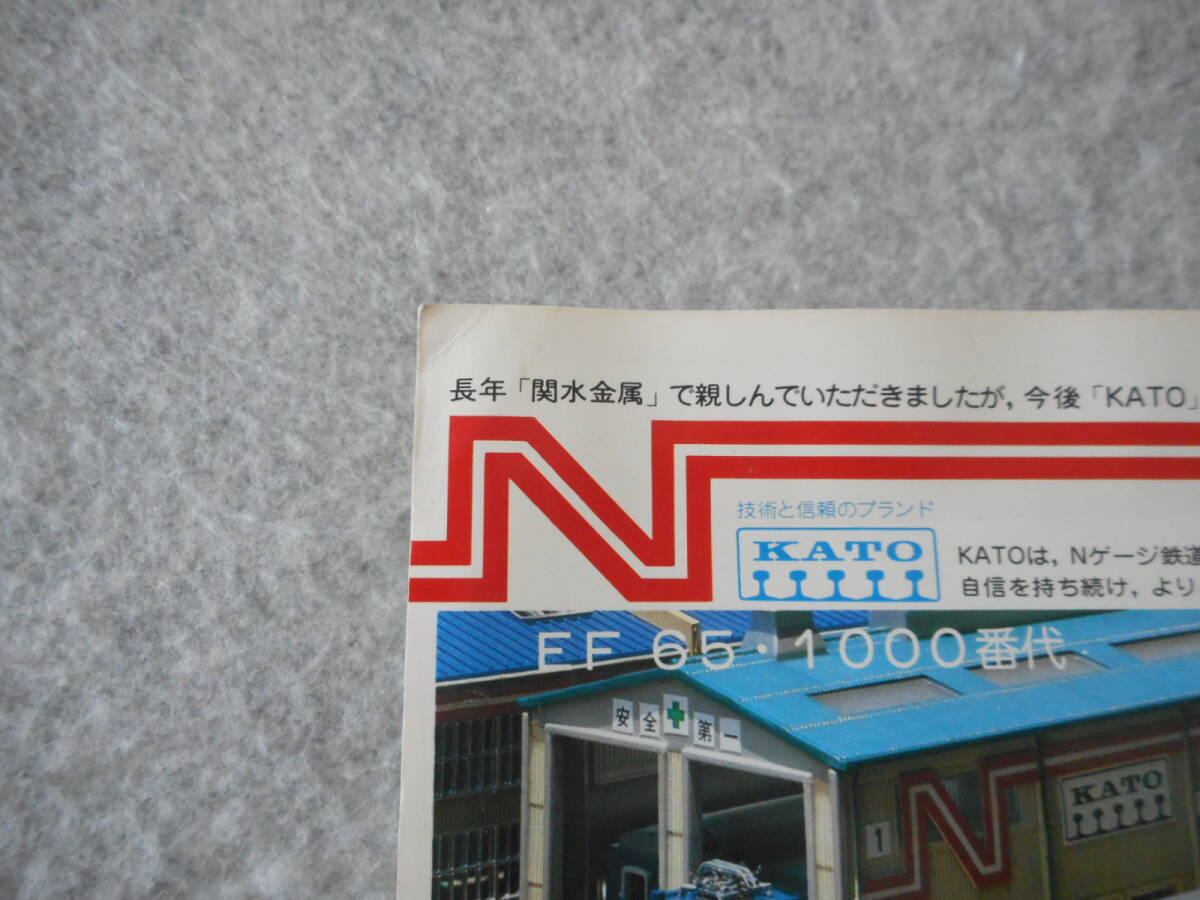 長年「関水金属」で親しんでいただきましたが,今後「KATO」
技術と信頼のブランド
KATO
KATOは,Nゲージ鉄道
自信を持ち続け,より
EF 65・1000番代
安全✚第一
N
KATO
1